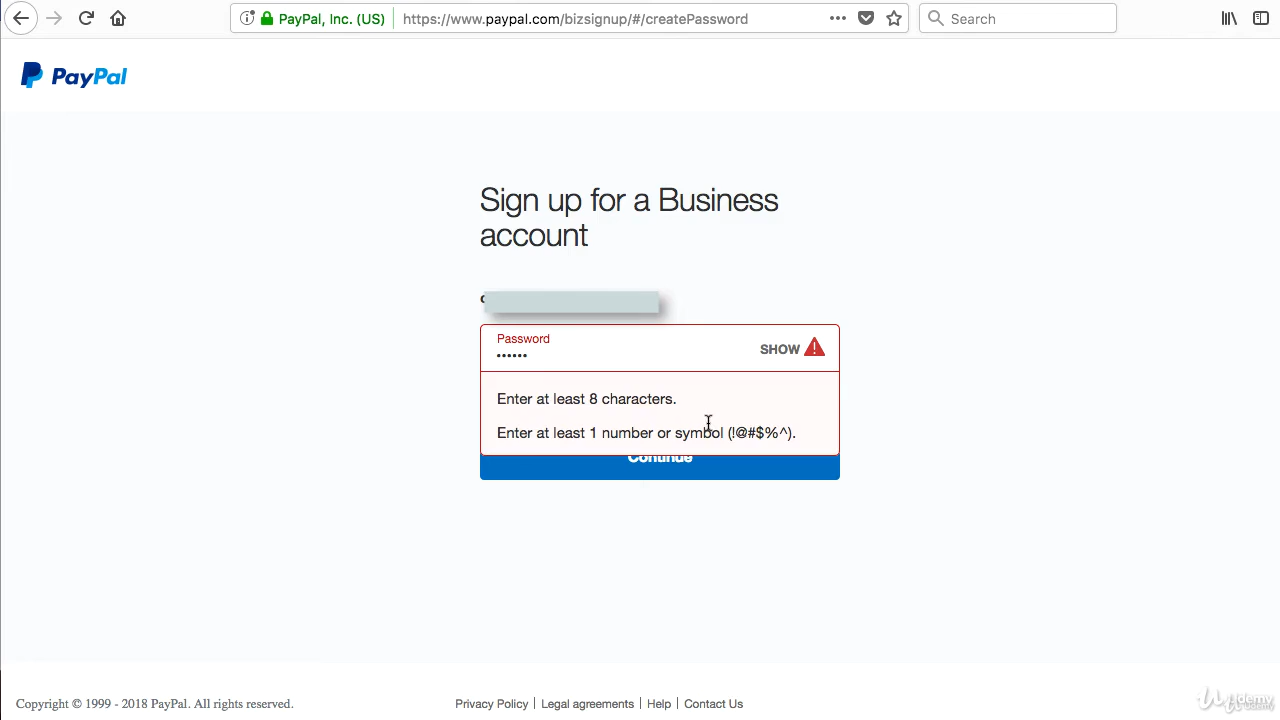 PayPal, Inc. (US)
https://www.paypal.com/bizsignup/#/createPassword
Search
PayPal
Sign up for a Business
account
Password
••••••
SHOW
Enter at least 8 characters.
Enter at least 1 number or symbol (!@#$%^).
Continue
Copyright © 1999 - 2018 PayPal. All rights reserved.
Privacy Policy | Legal agreements | Help | Contact Us
Udemy